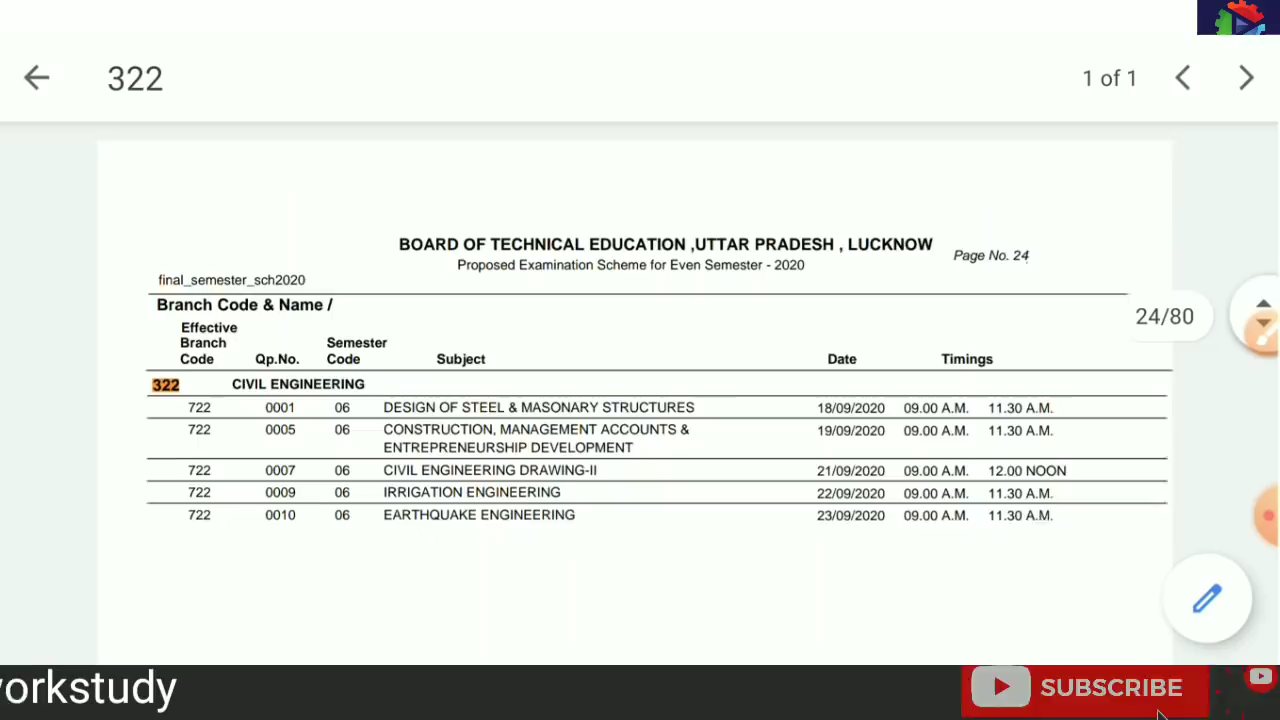 322
1 of 1
BOARD OF TECHNICAL EDUCATION ,UTTAR PRADESH , LUCKNOW
Page No. 24
Proposed Examination Scheme for Even Semester - 2020
final_semester_sch2020
Branch Code & Name /
24/80
Effective Branch Code Qp.No. Semester Code Subject Date Timings
322 CIVIL ENGINEERING
722 0001 06 DESIGN OF STEEL & MASONARY STRUCTURES 18/09/2020 09.00 A.M. 11.30 A.M.
722 0005 06 CONSTRUCTION, MANAGEMENT ACCOUNTS & 19/09/2020 09.00 A.M. 11.30 A.M.
ENTREPRENEURSHIP DEVELOPMENT
722 0007 06 CIVIL ENGINEERING DRAWING-II 21/09/2020 09.00 A.M. 12.00 NOON
722 0009 06 IRRIGATION ENGINEERING 22/09/2020 09.00 A.M. 11.30 A.M.
722 0010 06 EARTHQUAKE ENGINEERING 23/09/2020 09.00 A.M. 11.30 A.M.
orkstudy
SUBSCRIBE